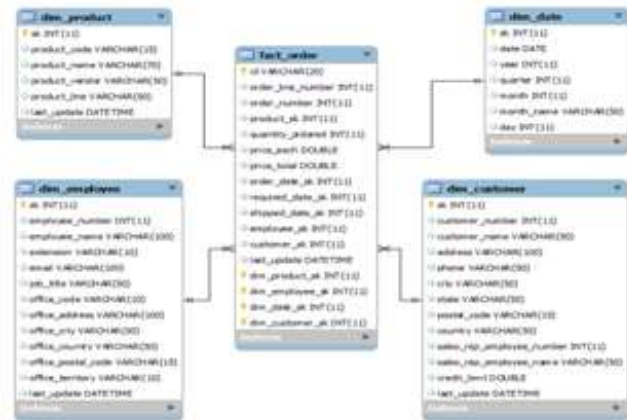 dim_product
sk INT(11)
product_code VARCHAR(15)
product_name VARCHAR(70)
product_vendor VARCHAR(50)
product_line VARCHAR(50)
last_update DATETIME
dim_date
sk INT(11)
date DATE
year INT(11)
quarter INT(11)
month INT(11)
month_name VARCHAR(50)
day INT(11)
fact_order
id VARCHAR(20)
order_line_number INT(11)
order_number INT(11)
product_sk INT(11)
quantity_ordered INT(11)
price_each DOUBLE
price_total DOUBLE
order_date_sk INT(11)
required_date_sk INT(11)
shipped_date_sk INT(11)
employee_sk INT(11)
customer_sk INT(11)
last_update DATETIME
dim_product_sk INT(11)
dim_employee_sk INT(11)
dim_date_sk INT(11)
dim_customer_sk INT(11)
dim_employee
sk INT(11)
employee_number INT(11)
employee_name VARCHAR(100)
extension VARCHAR(10)
email VARCHAR(100)
job_title VARCHAR(50)
office_code VARCHAR(10)
office_address VARCHAR(100)
office_city VARCHAR(50)
office_country VARCHAR(50)
office_postal_code VARCHAR(15)
office_territory VARCHAR(10)
last_update DATETIME
dim_customer
sk INT(11)
customer_number INT(11)
customer_name VARCHAR(50)
address VARCHAR(100)
phone VARCHAR(50)
city VARCHAR(50)
state VARCHAR(50)
postal_code VARCHAR(15)
country VARCHAR(50)
sales_rep_employee_number INT(11)
sales_rep_employee_name VARCHAR(50)
credit_limit DOUBLE
last_update DATETIME